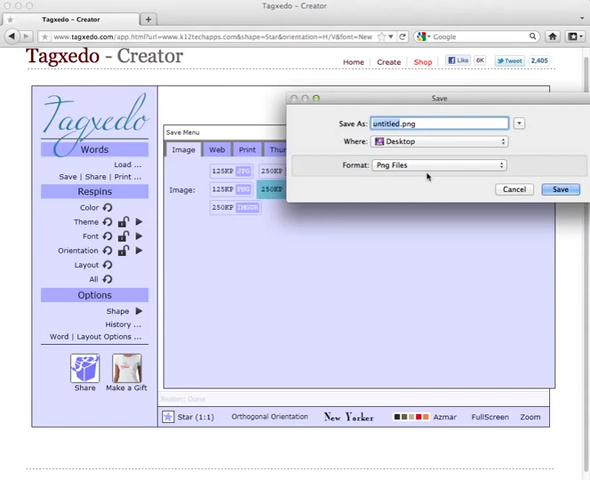 Tagxedo - Creator
Tagxedo - Creator
www.tagxedo.com/app.html?url=www.k12techapps.com&shape=Star&orientation=H/V&font=New
Google
Tagxedo - Creator
Home
Create
Shop
Like
6K
Tweet
2,405
Tagxedo
Words
Load ...
Save | Share | Print ...
Respins
Color
Theme
Font
Orientation
Layout
All
Options
Shape
History ...
Word | Layout Options ...
Share
Make a Gift
Save Menu
Image
Web
Print
Image:
125KP JPG
250KP
125KP PNG
250KP
250KP IMGUR
Save
Save As:
untitled.png
Where:
Desktop
Format:
Png Files
Cancel
Save
Star (1:1)
Orthogonal Orientation
New Yorker
Azmar
FullScreen
Zoom